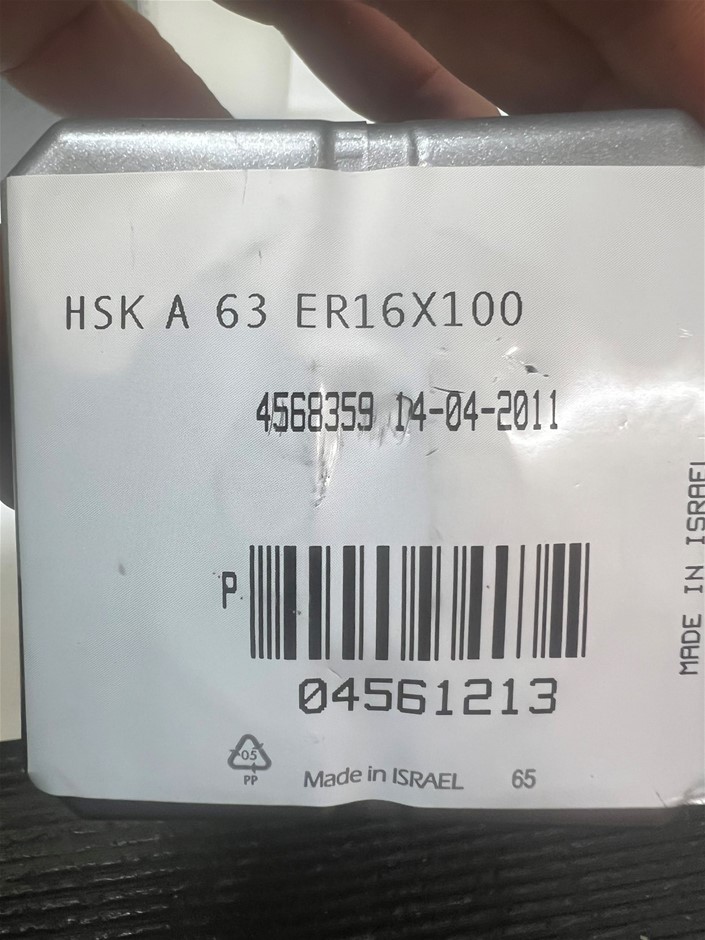 HSK A 63 ER16X100
4568359 14-04-2011
P
04561213
05
PP
Made in ISRAEL 65
MADE IN ISRAEL